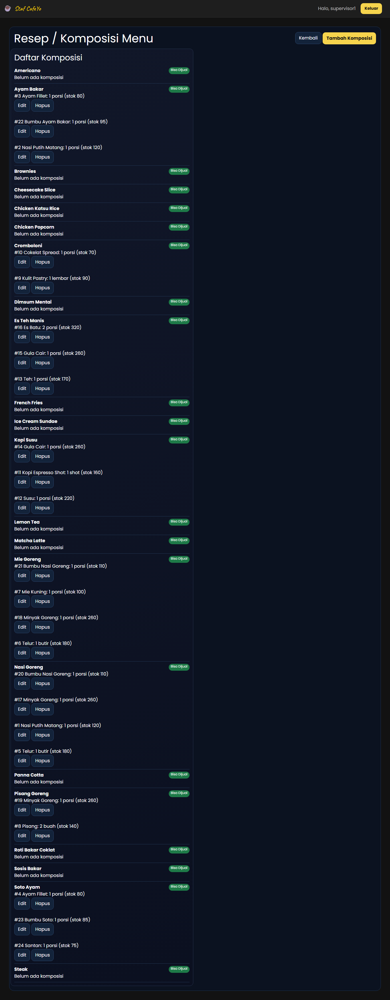 Staf CafeYo
Halo, supervisor1
Keluar
Resep / Komposisi Menu
Kembali
Tambah Komposisi
Daftar Komposisi
Americano
Bisa Dijual
Belum ada komposisi
Ayam Bakar
Bisa Dijual
#3 Ayam Fillet: 1 porsi (stok 80)
Edit Hapus
#22 Bumbu Ayam Bakar: 1 porsi (stok 95)
Edit Hapus
#2 Nasi Putih Matang: 1 porsi (stok 120)
Edit Hapus
Brownies
Bisa Dijual
Belum ada komposisi
Cheesecake Slice
Bisa Dijual
Belum ada komposisi
Chicken Katsu Rice
Bisa Dijual
Belum ada komposisi
Chicken Popcorn
Bisa Dijual
Belum ada komposisi
Cromboloni
Bisa Dijual
#10 Cokelat Spread: 1 porsi (stok 70)
Edit Hapus
#9 Kulit Pastry: 1 lembar (stok 90)
Edit Hapus
Dimsum Mentai
Bisa Dijual
Belum ada komposisi
Es Teh Manis
Bisa Dijual
#16 Es Batu: 2 porsi (stok 320)
Edit Hapus
#15 Gula Cair: 1 porsi (stok 260)
Edit Hapus
#13 Teh: 1 porsi (stok 170)
Edit Hapus
French Fries
Bisa Dijual
Belum ada komposisi
Ice Cream Sundae
Bisa Dijual
Belum ada komposisi
Kopi Susu
Bisa Dijual
#14 Gula Cair: 1 porsi (stok 260)
Edit Hapus
#11 Kopi Espresso Shot: 1 shot (stok 160)
Edit Hapus
#12 Susu: 1 porsi (stok 220)
Edit Hapus
Lemon Tea
Bisa Dijual
Belum ada komposisi
Matcha Latte
Bisa Dijual
Belum ada komposisi
Mie Goreng
Bisa Dijual
#21 Bumbu Nasi Goreng: 1 porsi (stok 110)
Edit Hapus
#7 Mie Kuning: 1 porsi (stok 100)
Edit Hapus
#18 Minyak Goreng: 1 porsi (stok 260)
Edit Hapus
#6 Telur: 1 butir (stok 180)
Edit Hapus
Nasi Goreng
Bisa Dijual
#20 Bumbu Nasi Goreng: 1 porsi (stok 110)
Edit Hapus
#17 Minyak Goreng: 1 porsi (stok 260)
Edit Hapus
#1 Nasi Putih Matang: 1 porsi (stok 120)
Edit Hapus
#5 Telur: 1 butir (stok 180)
Edit Hapus
Panna Cotta
Bisa Dijual
Belum ada komposisi
Pisang Goreng
Bisa Dijual
#19 Minyak Goreng: 1 porsi (stok 260)
Edit Hapus
#8 Pisang: 2 buah (stok 140)
Edit Hapus
Roti Bakar Coklat
Bisa Dijual
Belum ada komposisi
Sosis Bakar
Bisa Dijual
Belum ada komposisi
Soto Ayam
Bisa Dijual
#4 Ayam Fillet: 1 porsi (stok 80)
Edit Hapus
#23 Bumbu Soto: 1 porsi (stok 85)
Edit Hapus
#24 Santan: 1 porsi (stok 75)
Edit Hapus
Steak
Bisa Dijual
Belum ada komposisi